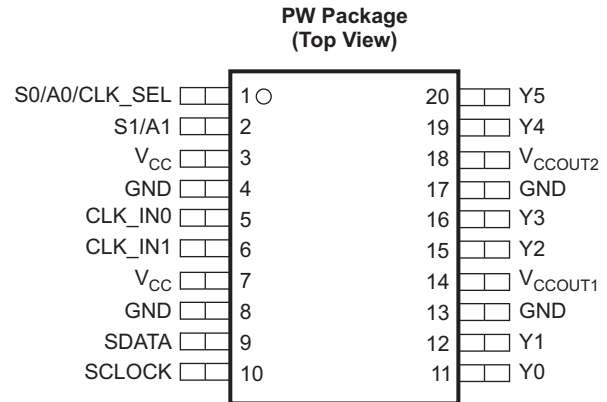 PW Package
(Top View)
S0/A0/CLK_SEL 1 20 Y5
S1/A1 2 19 Y4
VCC 3 18 VCCOUT2
GND 4 17 GND
CLK_IN0 5 16 Y3
CLK_IN1 6 15 Y2
VCC 7 14 VCCOUT1
GND 8 13 GND
SDATA 9 12 Y1
SCLOCK 10 11 Y0